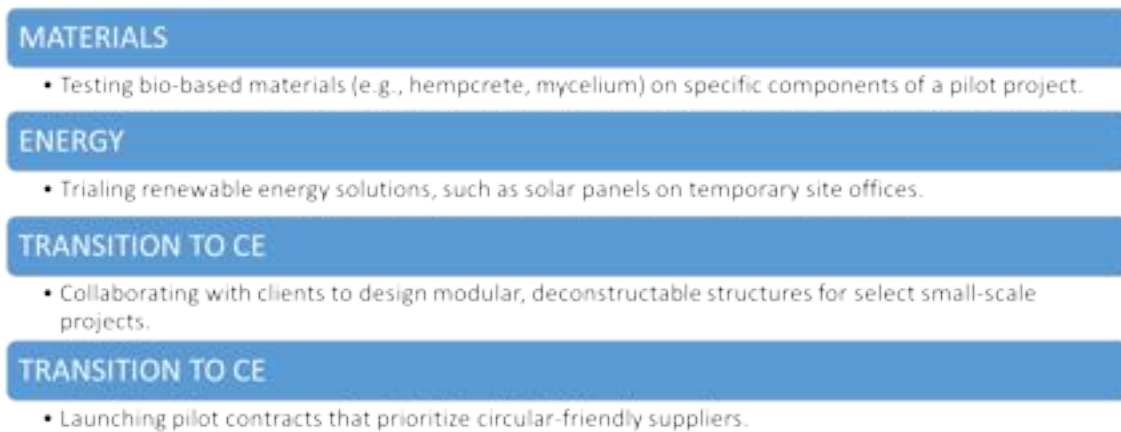 MATERIALS
• Testing bio-based materials (e.g., hempcrete, mycelium) on specific components of a pilot project.
ENERGY
• Trialing renewable energy solutions, such as solar panels on temporary site offices.
TRANSITION TO CE
• Collaborating with clients to design modular, deconstructable structures for select small-scale
projects.
TRANSITION TO CE
• Launching pilot contracts that prioritize circular-friendly suppliers.